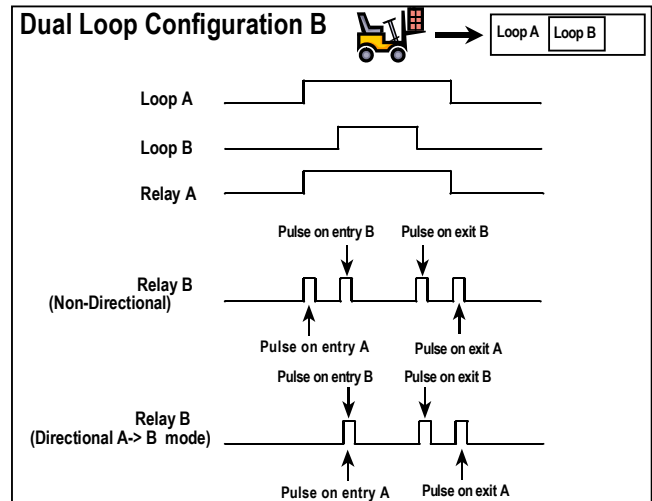 Dual Loop Configuration B
Loop A Loop B
Loop A
Loop B
Relay A
Pulse on entry B Pulse on exit B
Relay B
(Non-Directional)
Pulse on entry A Pulse on exit A
Pulse on entry B Pulse on exit B
Relay B
(Directional A-> B mode)
Pulse on entry A Pulse on exit A